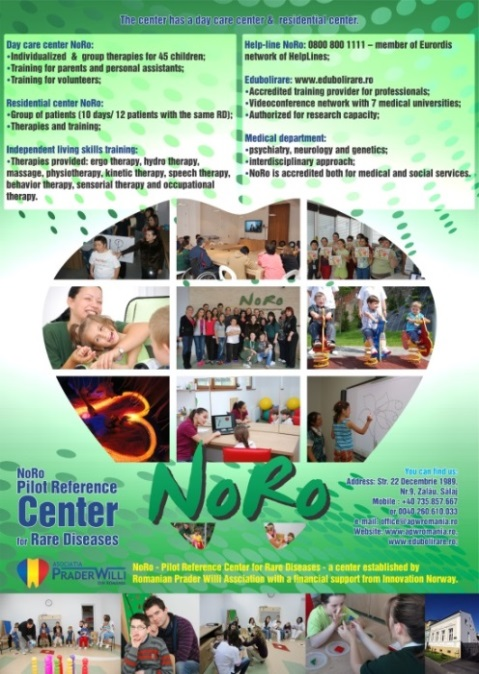 The center has a day care center & residential center.
Day care center NoRo:
•Individualized & group therapies for 45 children;
•Training for parents and personal assistants;
•Training for volunteers;
Residential center NoRo:
•Group of patients (10 days/ 12 patients with the same RD);
•Therapies and training;
Independent living skills training:
•Therapies provided: ergo therapy, hydro therapy,
massage, physiotherapy, kinetic therapy, speech therapy,
behavior therapy, sensorial therapy and occupational
therapy.
Help-line NoRo: 0800 800 1111 – member of Eurordis
network of HelpLines;
Edubolirare: www.edubolirare.ro
•Accredited training provider for professionals;
•Videoconference network with 7 medical universities;
•Authorized for research capacity;
Medical department:
•psychiatry, neurology and genetics;
•interdisciplinary approach;
•NoRo is accredited both for medical and social services.
NoRo
NoRo
Pilot Reference
Center
for Rare Diseases
NoRo
You can find us:
Address: Str. 22 Decembrie 1989,
Nr.9, Zalau, Salaj
Mobile.: +40 735.857.667
or 0040 260 610 033
e-mail: office@apwromania.ro
Website: www.apwromania.ro,
www.edubolirare.ro
ASOCIATIA
PRADER WILLI
NoRo - Pilot Reference Center for Rare Diseases - a center established by
Romanian Prader Willi Association with a financial support from Innovation Norway.